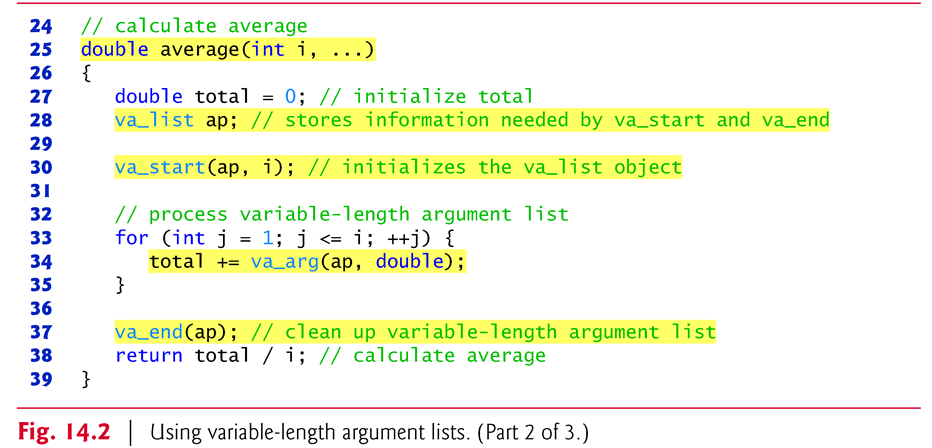 24 // calculate average
25 double average(int i, ...)
26 {
27 double total = 0; // initialize total
28 va_list ap; // stores information needed by va_start and va_end
29
30 va_start(ap, i); // initializes the va_list object
31
32 // process variable-length argument list
33 for (int j = 1; j <= i; ++j) {
34 total += va_arg(ap, double);
35 }
36
37 va_end(ap); // clean up variable-length argument list
38 return total / i; // calculate average
39 }
Fig. 14.2 | Using variable-length argument lists. (Part 2 of 3.)